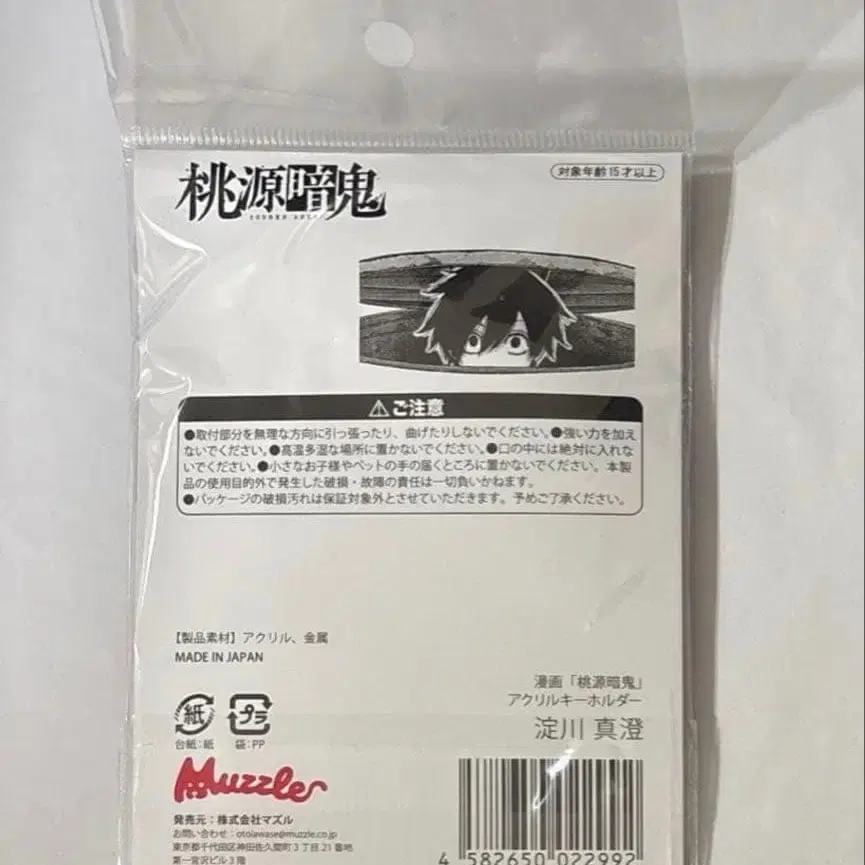 桃源暗鬼
TOUGEN ANKI
対象年齢15才以上
⚠ご注意
●取付部分を無理な方向に引っ張ったり、曲げたりしないでください。●強い力を加え
ないでください。●高温多湿な場所に置かないでください。●口の中には絶対に入れな
いでください。●小さなお子様やペットの手の届くところに置かないでください。本製
品の使用目的外で発生した破損・故障の責任は一切負いかねます。
●パッケージの破損汚れは保証対象外とさせていただきます。予めご了承ください。
【製品素材】アクリル、金属
MADE IN JAPAN
漫画「桃源暗鬼」
アクリルキーホルダー
淀川 真澄
紙 プラ
台紙：紙 袋：PP
Muzzle
発売元：株式会社マズル
お問い合わせ：otoiawase@muzzle.co.jp
東京都千代田区神田佐久間町3丁目21番地
第一宮沢ビル3階
4 582650 022992